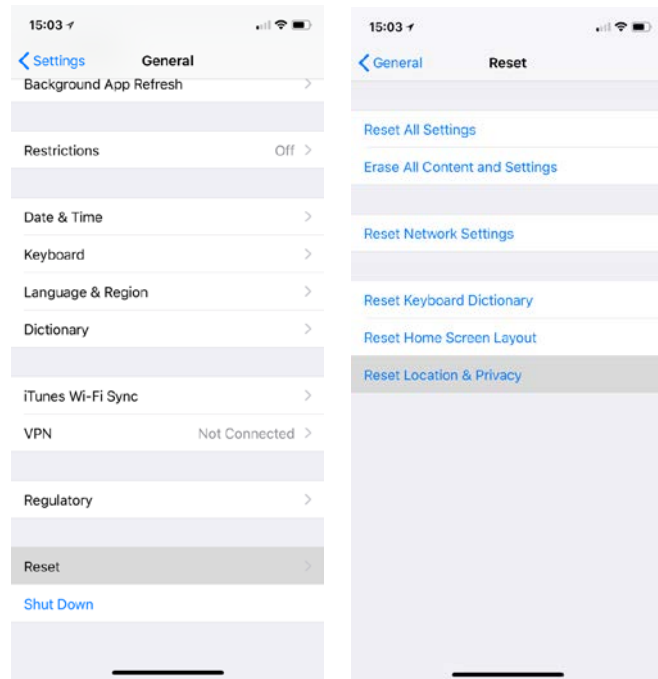 15:03
Settings
General
Background App Refresh
Restrictions Off
Date & Time
Keyboard
Language & Region
Dictionary
iTunes Wi-Fi Sync
VPN Not Connected
Regulatory
Reset
Shut Down
15:03
General
Reset
Reset All Settings
Erase All Content and Settings
Reset Network Settings
Reset Keyboard Dictionary
Reset Home Screen Layout
Reset Location & Privacy